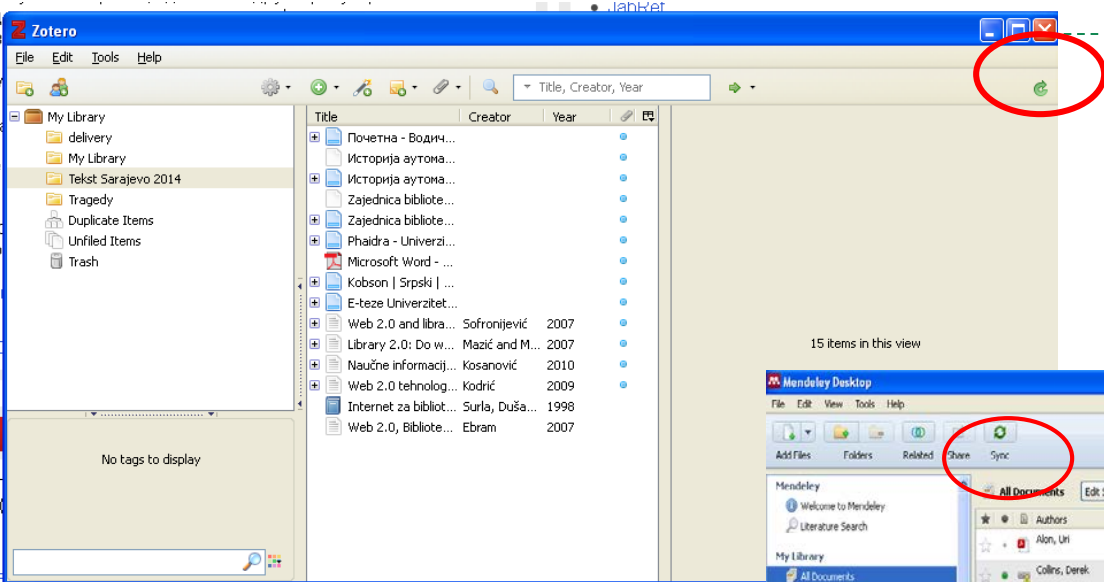 JabRef
Zotero
File Edit Tools Help
Title, Creator, Year
My Library
delivery
My Library
Tekst Sarajevo 2014
Tragedy
Duplicate Items
Unfiled Items
Trash
Title Creator Year
Почетна - Водич...
Историја аутома...
Историја аутома...
Zajednica bibliote...
Zajednica bibliote...
Phaidra - Univerzi...
Microsoft Word - ...
Kobson | Srpski | ...
E-teze Univerzitet...
Web 2.0 and libra... Sofronijević 2007
Library 2.0: Do w... Mazić and M... 2007
Naučne informacij... Kosanović 2010
Web 2.0 tehnolog... Kodrić 2009
Internet za bibliot... Surla, Duša... 1998
Web 2.0, Bibliote... Ebram 2007
15 items in this view
No tags to display
Mendeley Desktop
File Edit View Tools Help
Add Files Folders Related Share Sync
Mendeley
Welcome to Mendeley
Literature Search
My Library
All Documents
All Documents Edit
Authors
Alon, Uri
Collins, Derek